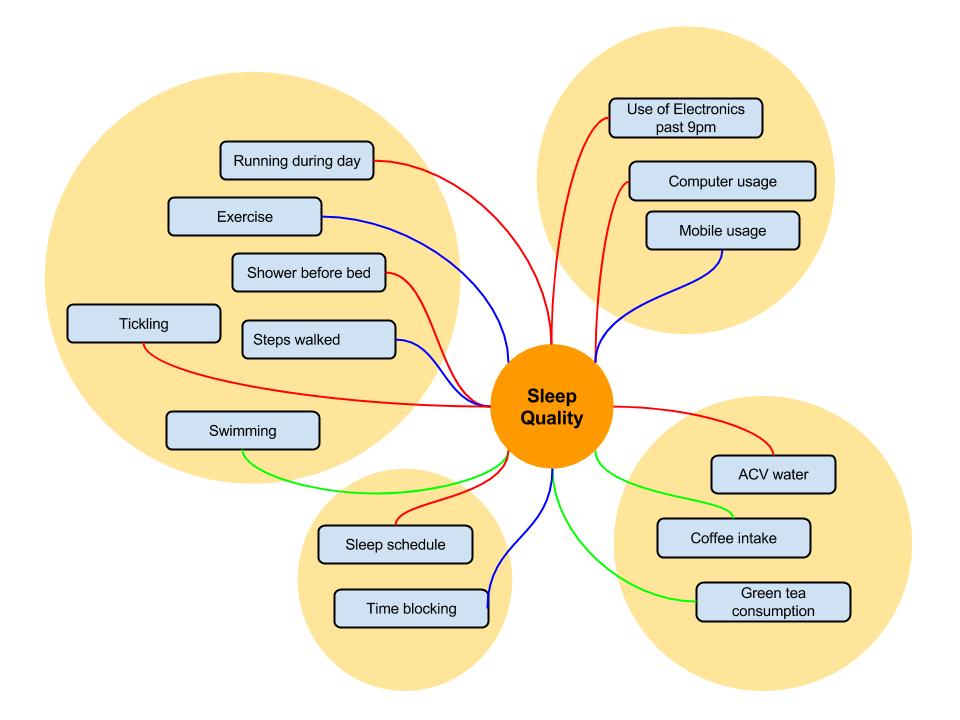 Use of Electronics
past 9pm
Running during day
Computer usage
Exercise
Mobile usage
Shower before bed
Tickling
Steps walked
Sleep
Quality
Swimming
ACV water
Coffee intake
Sleep schedule
Green tea
consumption
Time blocking